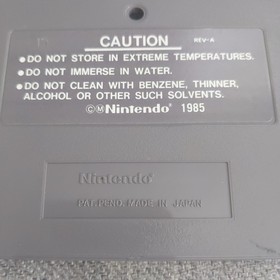 CAUTION REV-A
●DO NOT STORE IN EXTREME TEMPERATURES.
●DO NOT IMMERSE IN WATER.
●DO NOT CLEAN WITH BENZENE, THINNER,
ALCOHOL OR OTHER SUCH SOLVENTS.
©Ⓜ Nintendo® 1985
Nintendo®
PAT. PEND. MADE IN JAPAN